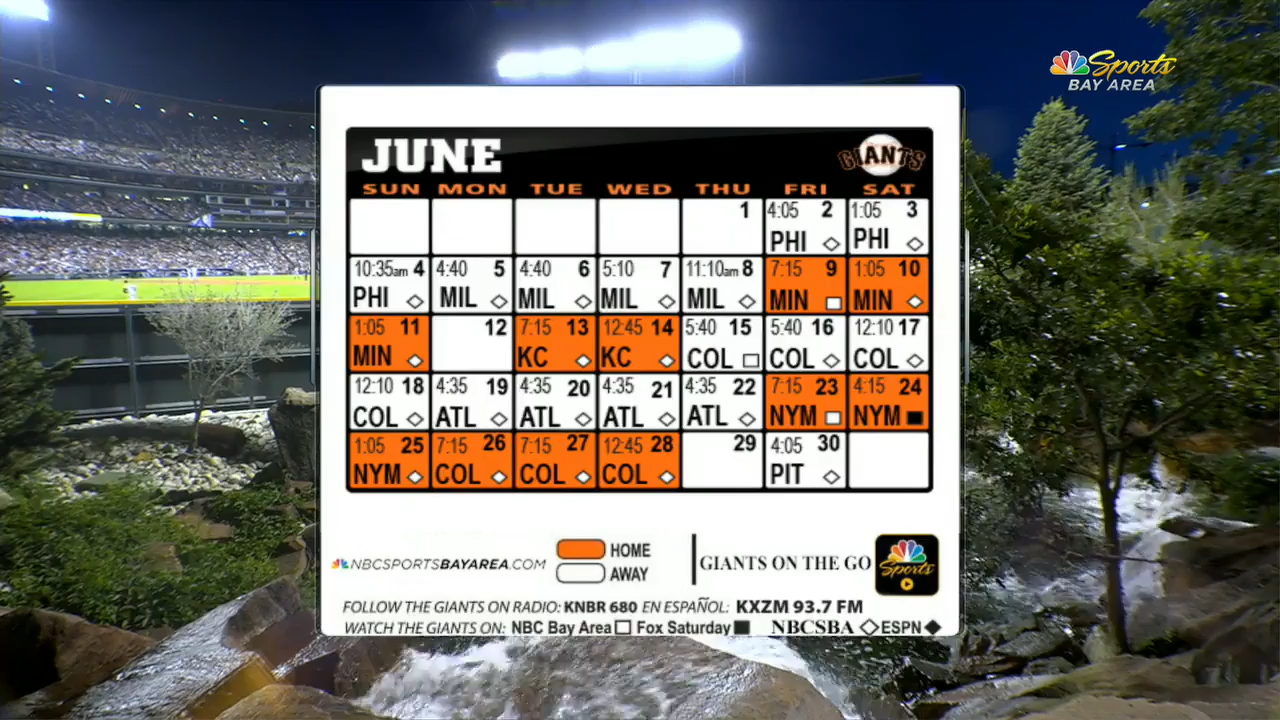 Sports
BAY AREA
JUNE
GIANTS
SUN MON TUE WED THU FRI SAT
1 4:05 2 1:05 3
PHI PHI
10:35am 4 4:40 5 4:40 6 5:10 7 11:10am 8 7:15 9 1:05 10
PHI MIL MIL MIL MIL MIN MIN
1:05 11 12 7:15 13 12:45 14 5:40 15 5:40 16 12:10 17
MIN KC KC COL COL COL
12:10 18 4:35 19 4:35 20 4:35 21 4:35 22 7:15 23 4:15 24
COL ATL ATL ATL ATL NYM NYM
1:05 25 7:15 26 7:15 27 12:45 28 29 4:05 30
NYM COL COL COL PIT
NBCSPORTSBAYAREA.COM
HOME
AWAY
GIANTS ON THE GO
Sports
FOLLOW THE GIANTS ON RADIO: KNBR 680 EN ESPAÑOL: KXZM 93.7 FM
WATCH THE GIANTS ON: NBC Bay Area Fox Saturday NBCSBA ESPN